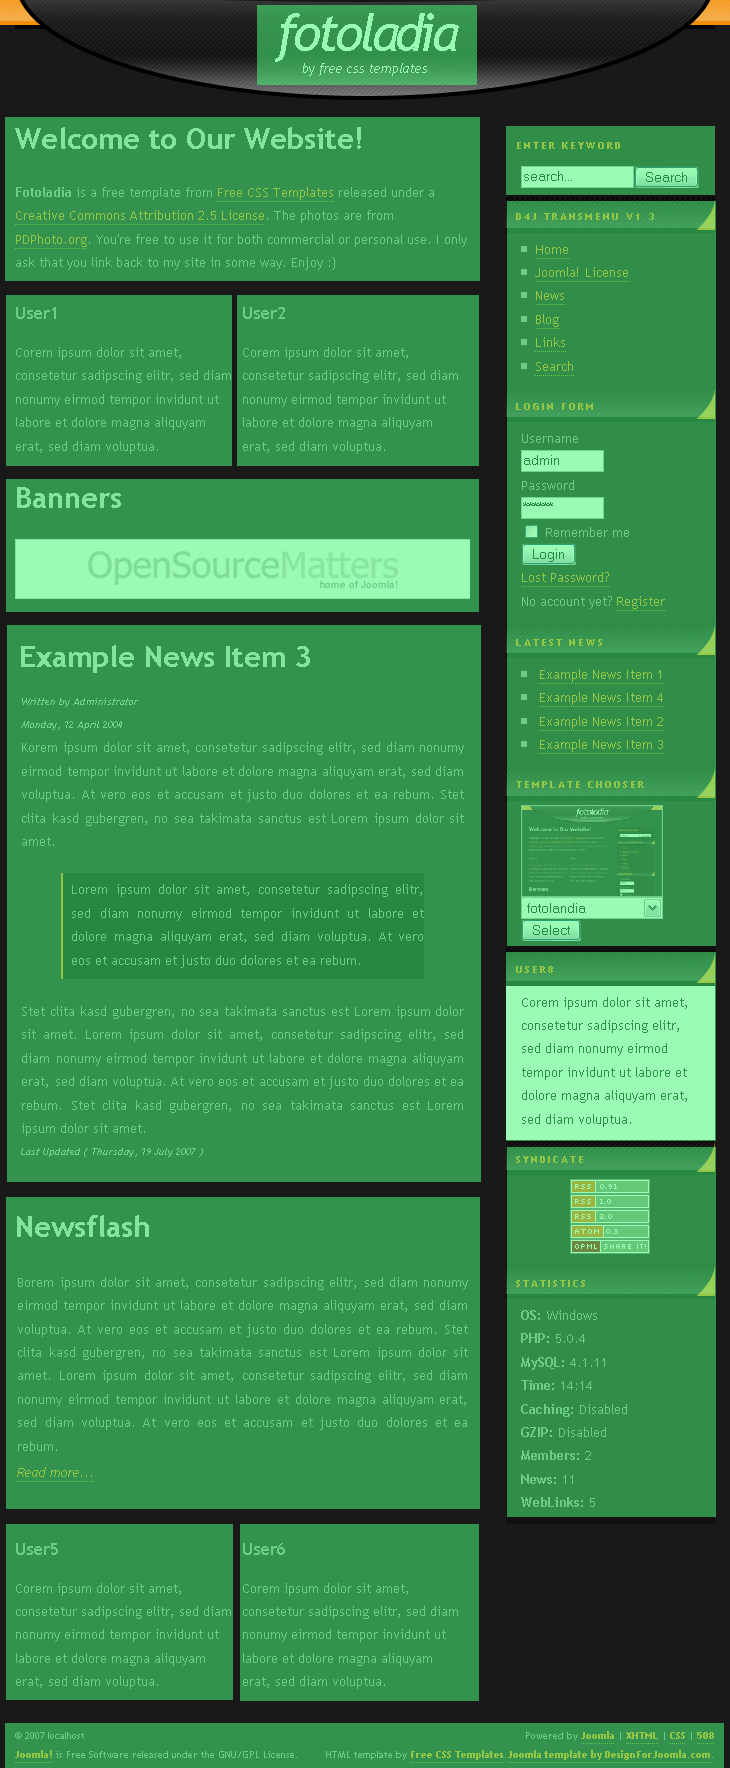 fotoladia
by free css templates
Welcome to Our Website!
Fotoladia is a free template from Free CSS Templates released under a
Creative Commons Attribution 2.5 License. The photos are from
PDPhoto.org. You're free to use it for both commercial or personal use. I only
ask that you link back to my site in some way. Enjoy :)
User1
Corem ipsum dolor sit amet,
consetetur sadipscing elitr, sed diam
nonumy eirmod tempor invidunt ut
labore et dolore magna aliquyam
erat, sed diam voluptua.
User2
Corem ipsum dolor sit amet,
consetetur sadipscing elitr, sed diam
nonumy eirmod tempor invidunt ut
labore et dolore magna aliquyam
erat, sed diam voluptua.
Banners
OpenSourceMatters
home of Joomla!
Example News Item 3
Written by Administrator
Monday, 12 April 2004
Korem ipsum dolor sit amet, consetetur sadipscing elitr, sed diam nonumy
eirmod tempor invidunt ut labore et dolore magna aliquyam erat, sed diam
voluptua. At vero eos et accusam et justo duo dolores et ea rebum. Stet
clita kasd gubergren, no sea takimata sanctus est Lorem ipsum dolor sit
amet.
Lorem ipsum dolor sit amet, consetetur sadipscing elitr,
sed diam nonumy eirmod tempor invidunt ut labore et
dolore magna aliquyam erat, sed diam voluptua. At vero
eos et accusam et justo duo dolores et ea rebum.
Stet clita kasd gubergren, no sea takimata sanctus est Lorem ipsum dolor
sit amet. Lorem ipsum dolor sit amet, consetetur sadipscing elitr, sed
diam nonumy eirmod tempor invidunt ut labore et dolore magna aliquyam
erat, sed diam voluptua. At vero eos et accusam et justo duo dolores et ea
rebum. Stet clita kasd gubergren, no sea takimata sanctus est Lorem
ipsum dolor sit amet.
Last Updated ( Thursday, 19 July 2007 )
Newsflash
Borem ipsum dolor sit amet, consetetur sadipscing elitr, sed diam nonumy
eirmod tempor invidunt ut labore et dolore magna aliquyam erat, sed diam
voluptua. At vero eos et accusam et justo duo dolores et ea rebum. Stet
clita kasd gubergren, no sea takimata sanctus est Lorem ipsum dolor sit
amet. Lorem ipsum dolor sit amet, consetetur sadipscing elitr, sed diam
nonumy eirmod tempor invidunt ut labore et dolore magna aliquyam erat,
sed diam voluptua. At vero eos et accusam et justo duo dolores et ea
rebum.
Read more...
User5
Corem ipsum dolor sit amet,
consetetur sadipscing elitr, sed diam
nonumy eirmod tempor invidunt ut
labore et dolore magna aliquyam
erat, sed diam voluptua.
User6
Corem ipsum dolor sit amet,
consetetur sadipscing elitr, sed diam
nonumy eirmod tempor invidunt ut
labore et dolore magna aliquyam
erat, sed diam voluptua.
ENTER KEYWORD
search... Search
D4J TRANSMENU V1.3
Home
Joomla! License
News
Blog
Links
Search
LOGIN FORM
Username
admin
Password
******
Remember me
Login
Lost Password?
No account yet? Register
LATEST NEWS
Example News Item 1
Example News Item 4
Example News Item 2
Example News Item 3
TEMPLATE CHOOSER
fotoladia
Welcome to Our Website!
Banners
fotolandia
Select
USER8
Corem ipsum dolor sit amet,
consetetur sadipscing elitr,
sed diam nonumy eirmod
tempor invidunt ut labore et
dolore magna aliquyam erat,
sed diam voluptua.
SYNDICATE
RSS 0.91
RSS 1.0
RSS 2.0
ATOM 0.3
OPML SHARE IT!
STATISTICS
OS: Windows
PHP: 5.0.4
MySQL: 4.1.11
Time: 14:14
Caching: Disabled
GZIP: Disabled
Members: 2
News: 11
WebLinks: 5
© 2007 localhost
Powered by Joomla | XHTML | CSS | 508
Joomla! is Free Software released under the GNU/GPL License.
HTML template by Free CSS Templates. Joomla template by DesignForJoomla.com.